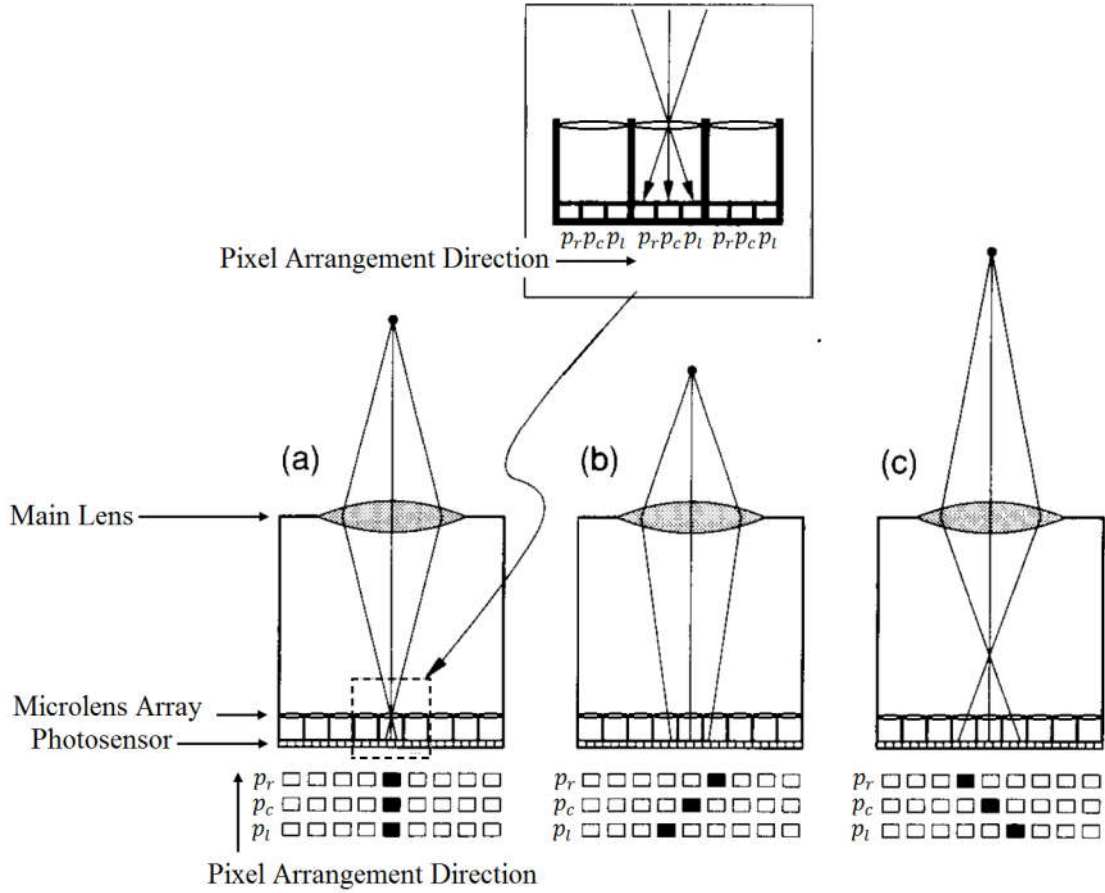 p_r p_c p_l p_r p_c p_l p_r p_c p_l
Pixel Arrangement Direction
(a)
(b)
(c)
Main Lens
Microlens Array
Photosensor
p_r
p_c
p_l
p_r
p_c
p_l
p_r
p_c
p_l
Pixel Arrangement Direction